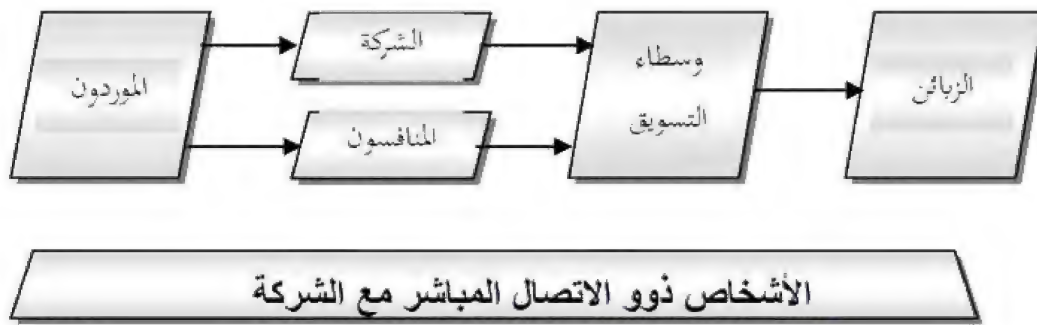 الموردون
الشركة
المنافسون
وسطاء
التسويق
الزبائن
الأشخاص ذوو الاتصال المباشر مع الشركة